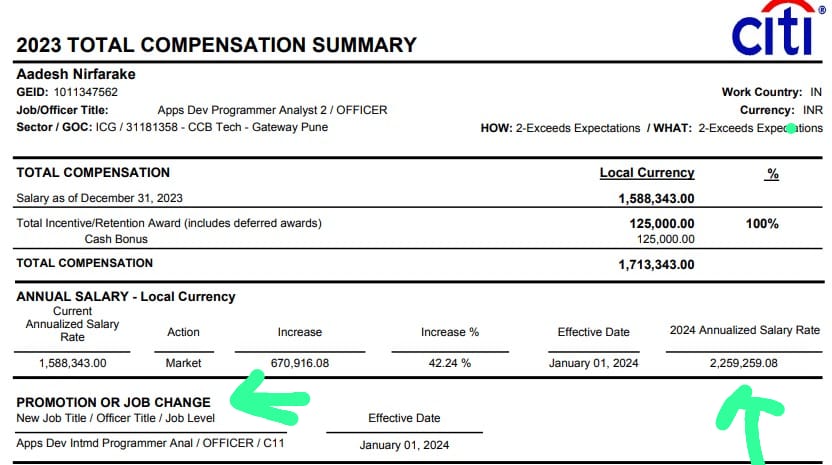 citi®
2023 TOTAL COMPENSATION SUMMARY
Aadesh Nirfarake
GEID: 1011347562 Work Country: IN
Job/Officer Title: Apps Dev Programmer Analyst 2 / OFFICER Currency: INR
Sector / GOC: ICG / 31181358 - CCB Tech - Gateway Pune HOW: 2-Exceeds Expectations / WHAT: 2-Exceeds Expectations
TOTAL COMPENSATION Local Currency %
Salary as of December 31, 2023 1,588,343.00
Total Incentive/Retention Award (includes deferred awards) 125,000.00 100%
Cash Bonus 125,000.00
TOTAL COMPENSATION 1,713,343.00
ANNUAL SALARY - Local Currency
Current
Annualized Salary
Rate Action Increase Increase % Effective Date 2024 Annualized Salary Rate
1,588,343.00 Market 670,916.08 42.24 % January 01, 2024 2,259,259.08
PROMOTION OR JOB CHANGE
New Job Title / Officer Title / Job Level Effective Date
Apps Dev Intmd Programmer Anal / OFFICER / C11 January 01, 2024